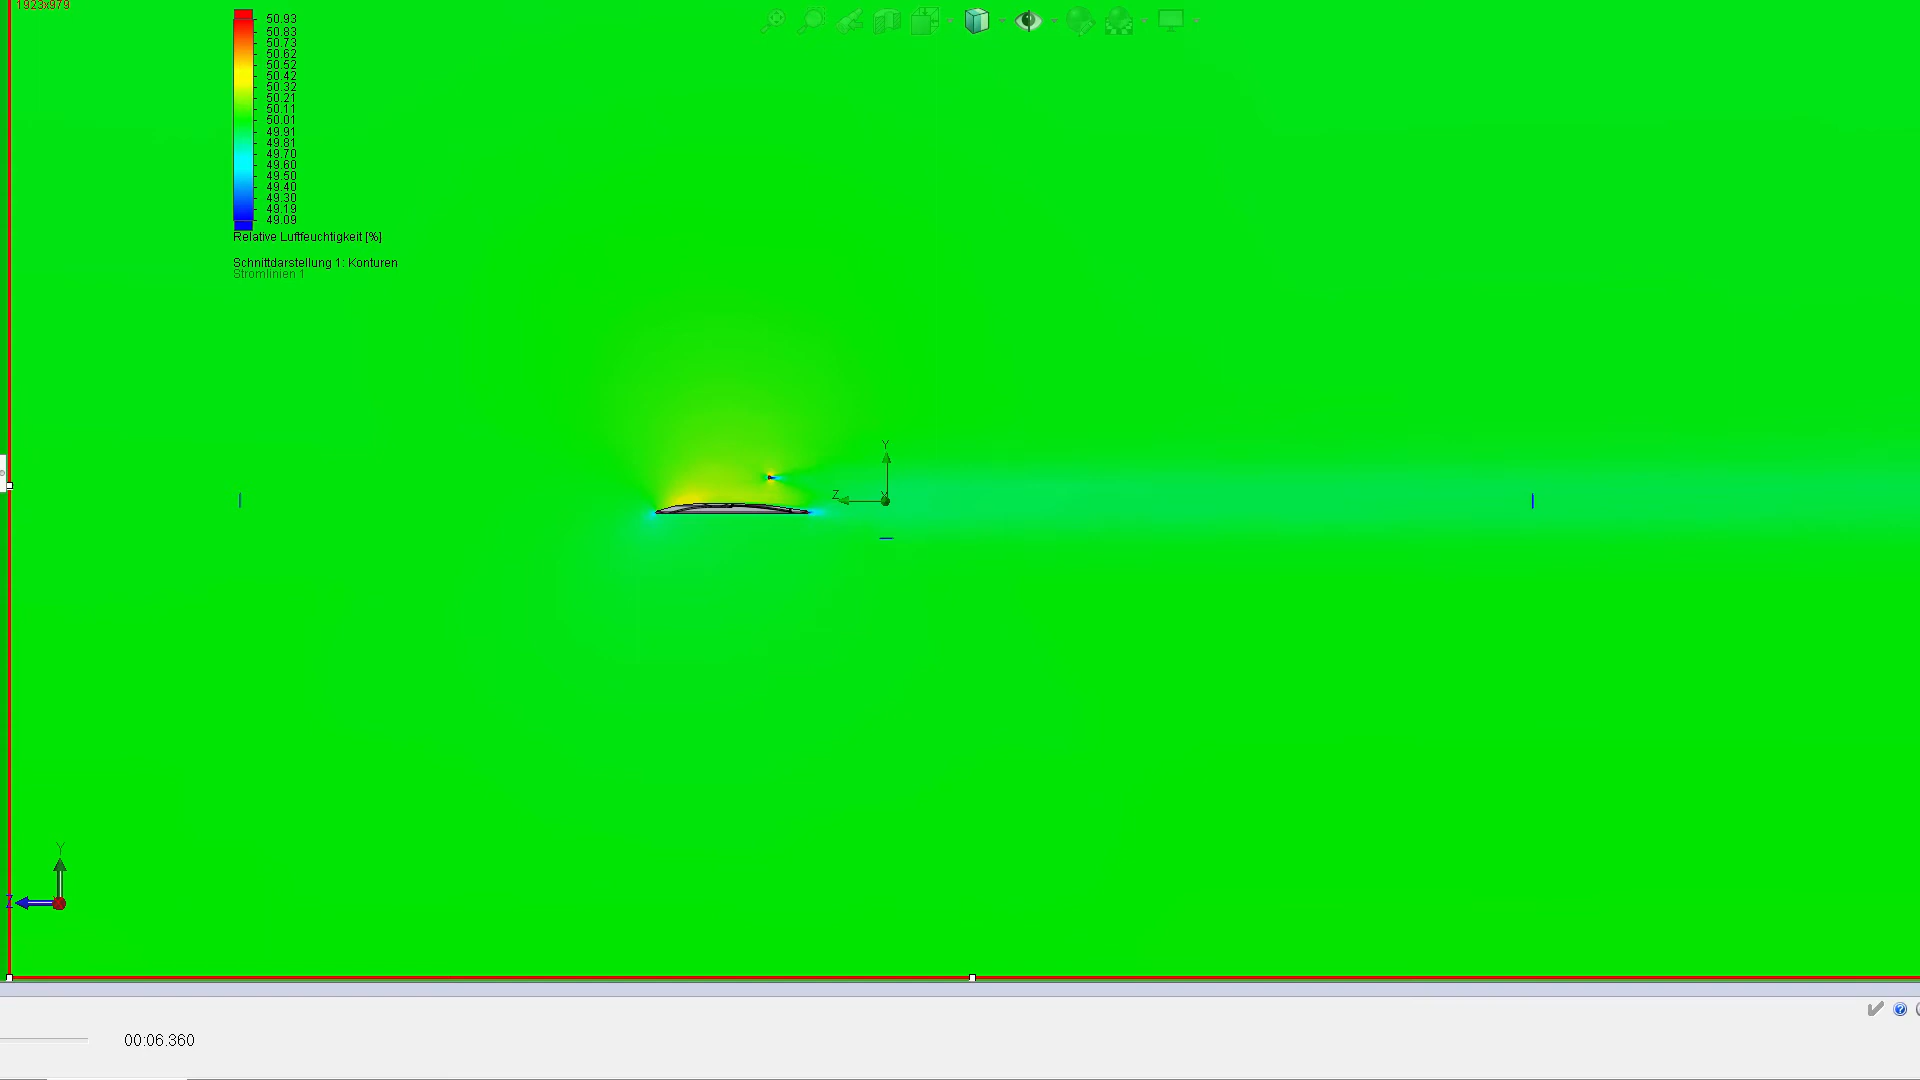 1923x979
50.93
50.83
50.73
50.62
50.52
50.42
50.32
50.21
50.11
50.01
49.91
49.81
49.70
49.60
49.50
49.40
49.30
49.19
49.09
Relative Luftfeuchtigkeit [%]
Schnittdarstellung 1: Konturen
Stromlinien 1
Y
Z
X
Y
Z
X
00:06.360